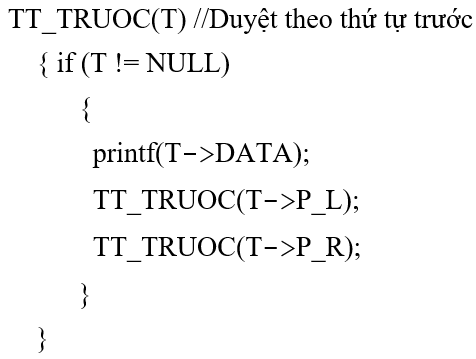 TT_TRUOC(T) //Duyệt theo thứ tự trước
{ if (T != NULL)
{
printf(T->DATA);
TT_TRUOC(T->P_L);
TT_TRUOC(T->P_R);
}
}